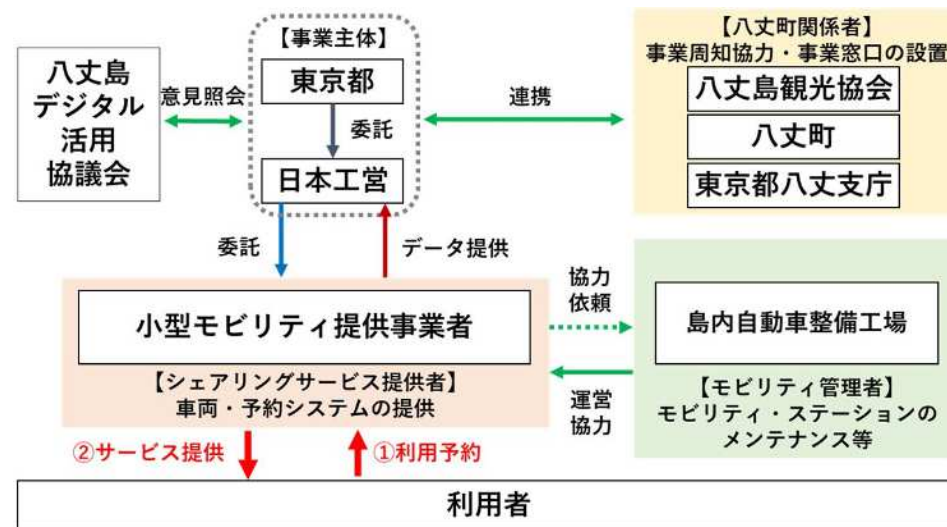 八丈島
デジタル
活用
協議会
意見照会
【事業主体】
東京都
委託
日本工営
連携
【八丈町関係者】
事業周知協力・事業窓口の設置
八丈島観光協会
八丈町
東京都八丈支庁
委託
データ提供
小型モビリティ提供事業者
【シェアリングサービス提供者】
車両・予約システムの提供
協力
依頼
運営
協力
島内自動車整備工場
【モビリティ管理者】
モビリティ・ステーションの
メンテナンス等
②サービス提供
①利用予約
利用者